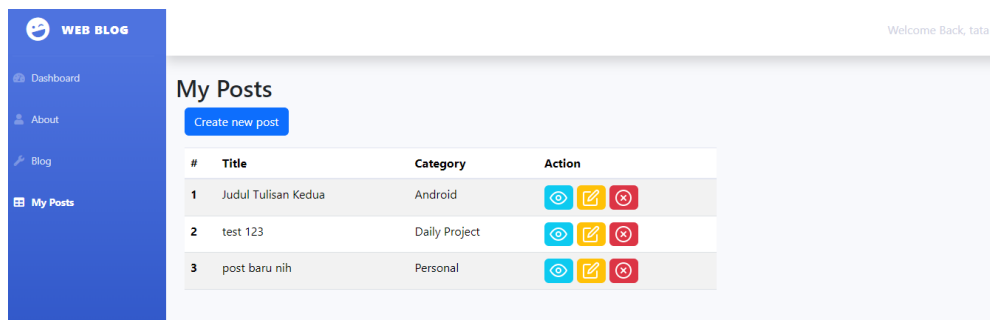 WEB BLOG
Welcome Back, tata
Dashboard
About
Blog
My Posts
My Posts
Create new post
# Title Category Action
1 Judul Tulisan Kedua Android
2 test 123 Daily Project
3 post baru nih Personal